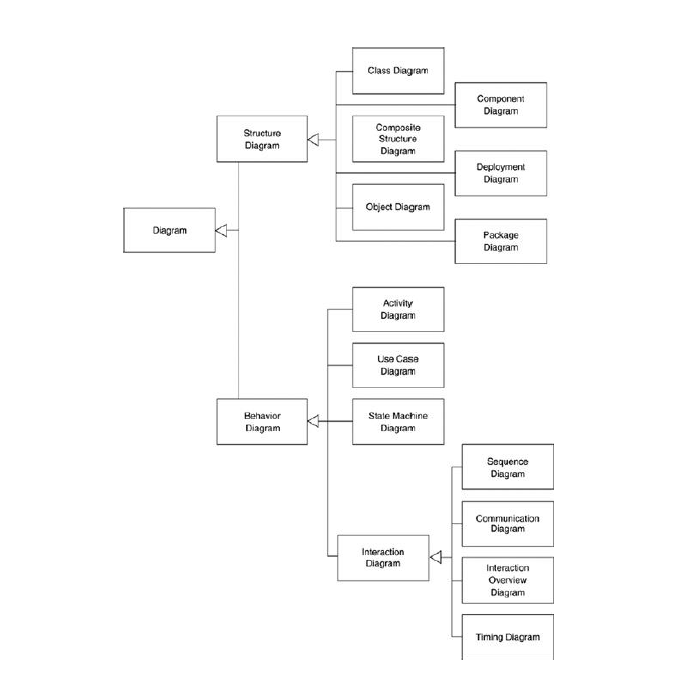 Class Diagram
Component
Diagram
Structure
Diagram
Composite
Structure
Diagram
Deployment
Diagram
Object Diagram
Diagram
Package
Diagram
Activity
Diagram
Use Case
Diagram
Behavior
Diagram
State Machine
Diagram
Sequence
Diagram
Communication
Diagram
Interaction
Diagram
Interaction
Overview
Diagram
Timing Diagram